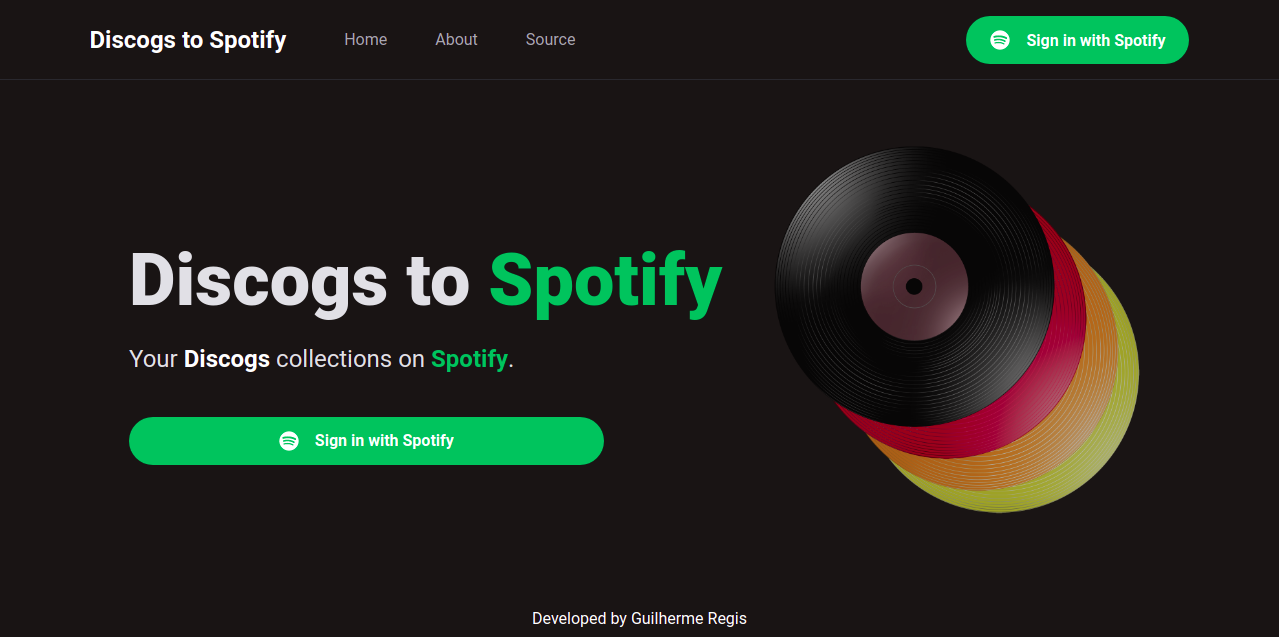 Discogs to Spotify Home About Source Sign in with Spotify
Discogs to Spotify
Your Discogs collections on Spotify.
Sign in with Spotify
Developed by Guilherme Regis